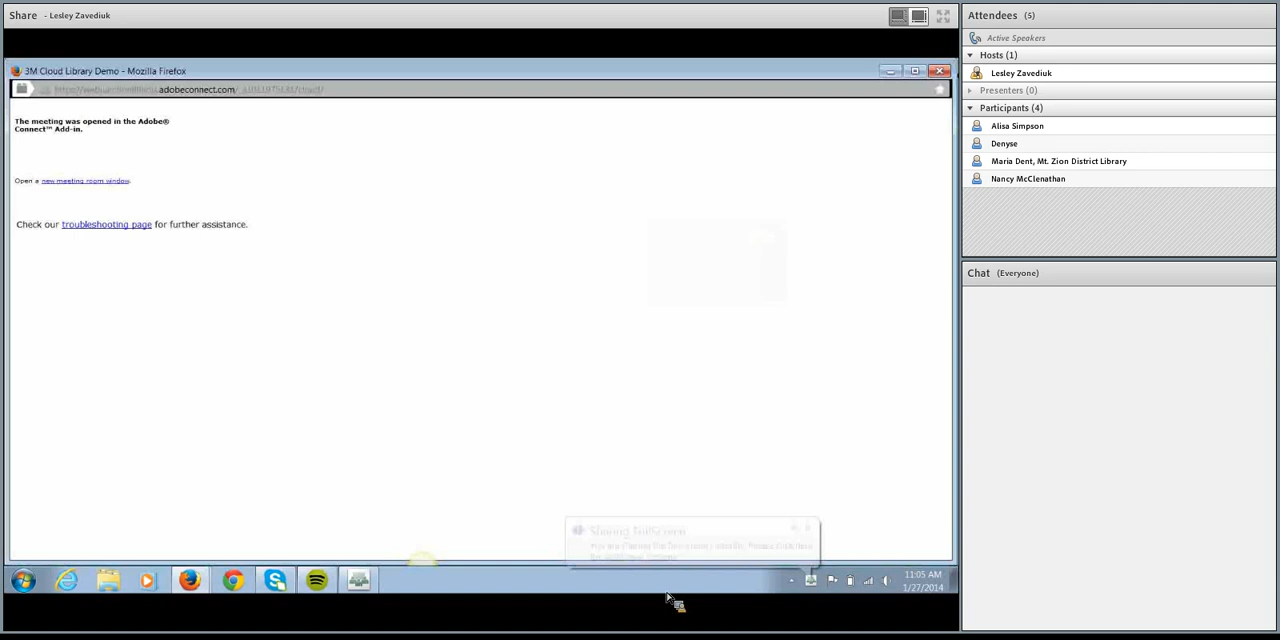 Share - Lesley Zavediuk
3M Cloud Library Demo - Mozilla Firefox
adobeconnect.com/
The meeting was opened in the Adobe®
Connect™ Add-in.
Open a new meeting room window.
Check our troubleshooting page for further assistance.
Sharing Full Screen
11:05 AM
1/27/2014
Attendees (5)
Active Speakers
Hosts (1)
Lesley Zavediuk
Presenters (0)
Participants (4)
Alisa Simpson
Denyse
Maria Dent, Mt. Zion District Library
Nancy McClenathan
Chat (Everyone)